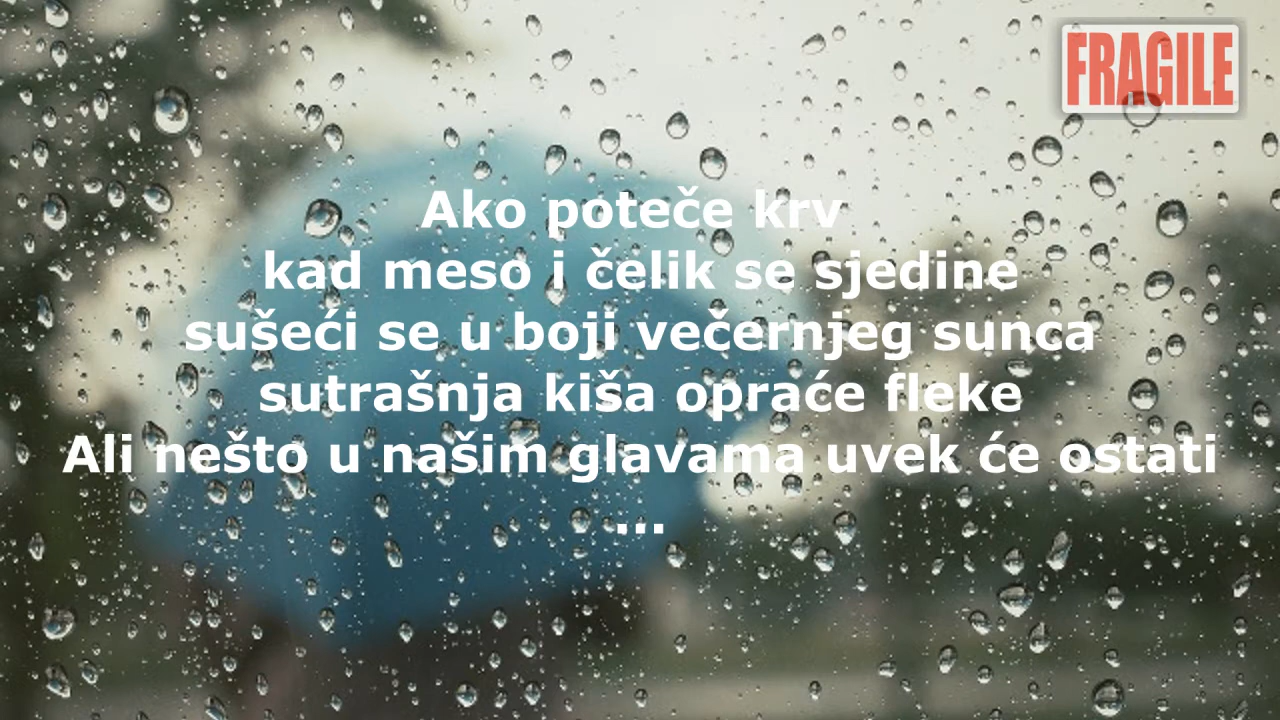 FRAGILE
Ako poteče krv
kad meso i čelik se sjedine
sušeći se u boji večernjeg sunca
sutrašnja kiša opraće fleke
Ali nešto u našim glavama uvek će ostati
...